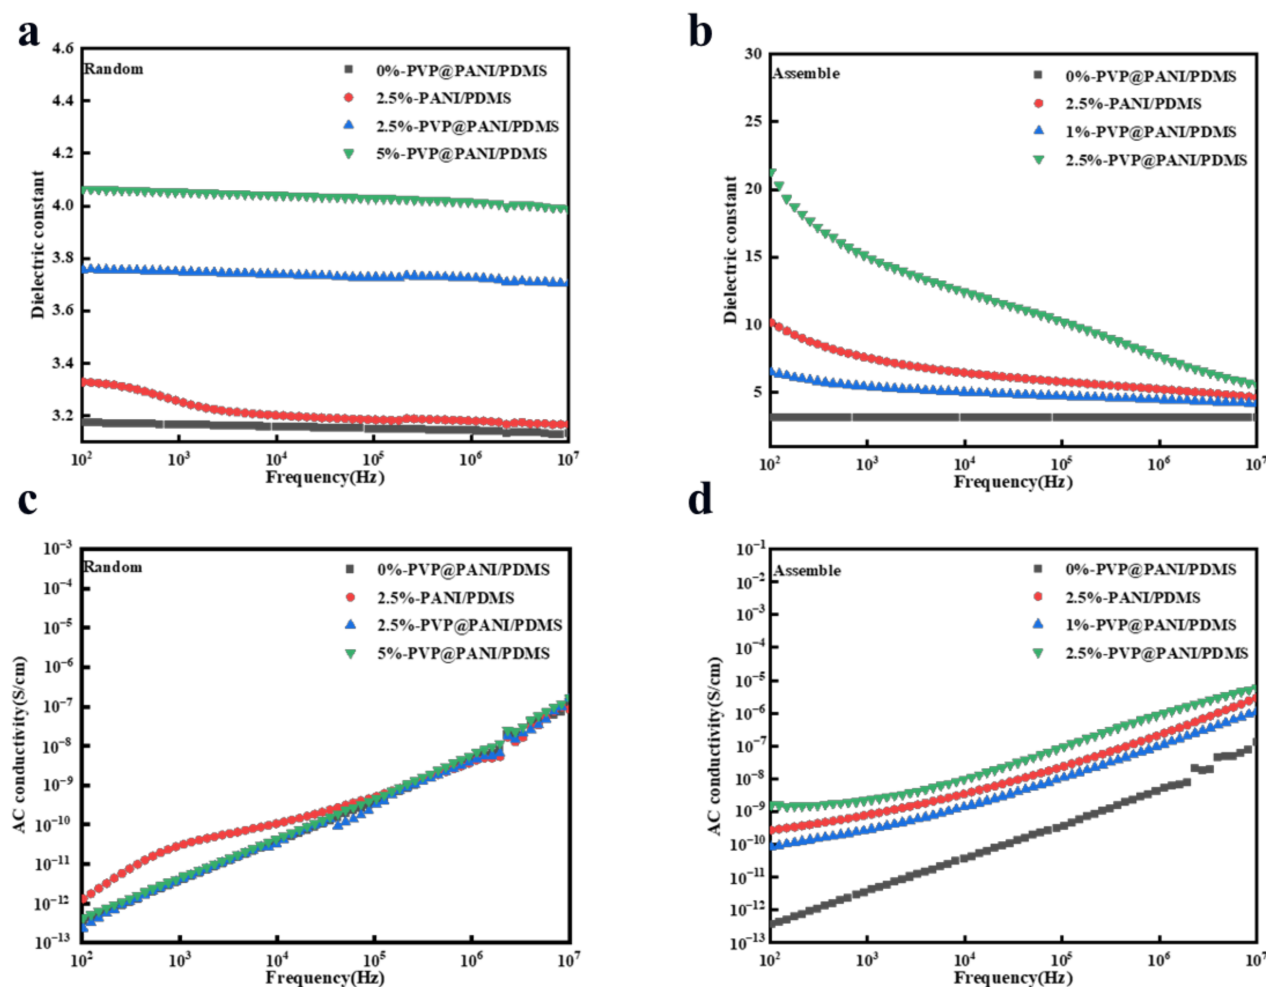 a
4.6
4.4
4.2
4.0
3.8
3.6
3.4
3.2
Dielectric constant
Random
0%-PVP@PANI/PDMS
2.5%-PANI/PDMS
2.5%-PVP@PANI/PDMS
5%-PVP@PANI/PDMS
10² 10³ 10⁴ 10⁵ 10⁶ 10⁷
Frequency(Hz)
b
30
25
20
15
10
5
Dielectric constant
Assemble
0%-PVP@PANI/PDMS
2.5%-PANI/PDMS
1%-PVP@PANI/PDMS
2.5%-PVP@PANI/PDMS
10² 10³ 10⁴ 10⁵ 10⁶ 10⁷
Frequency(Hz)
c
10⁻³
10⁻⁴
10⁻⁵
10⁻⁶
10⁻⁷
10⁻⁸
10⁻⁹
10⁻¹⁰
10⁻¹¹
10⁻¹²
10⁻¹³
AC conductivity(S/cm)
Random
0%-PVP@PANI/PDMS
2.5%-PANI/PDMS
2.5%-PVP@PANI/PDMS
5%-PVP@PANI/PDMS
10² 10³ 10⁴ 10⁵ 10⁶ 10⁷
Frequency(Hz)
d
10⁻¹
10⁻²
10⁻³
10⁻⁴
10⁻⁵
10⁻⁶
10⁻⁷
10⁻⁸
10⁻⁹
10⁻¹⁰
10⁻¹¹
10⁻¹²
10⁻¹³
AC conductivity(S/cm)
Assemble
0%-PVP@PANI/PDMS
2.5%-PANI/PDMS
1%-PVP@PANI/PDMS
2.5%-PVP@PANI/PDMS
10² 10³ 10⁴ 10⁵ 10⁶ 10⁷
Frequency(Hz)